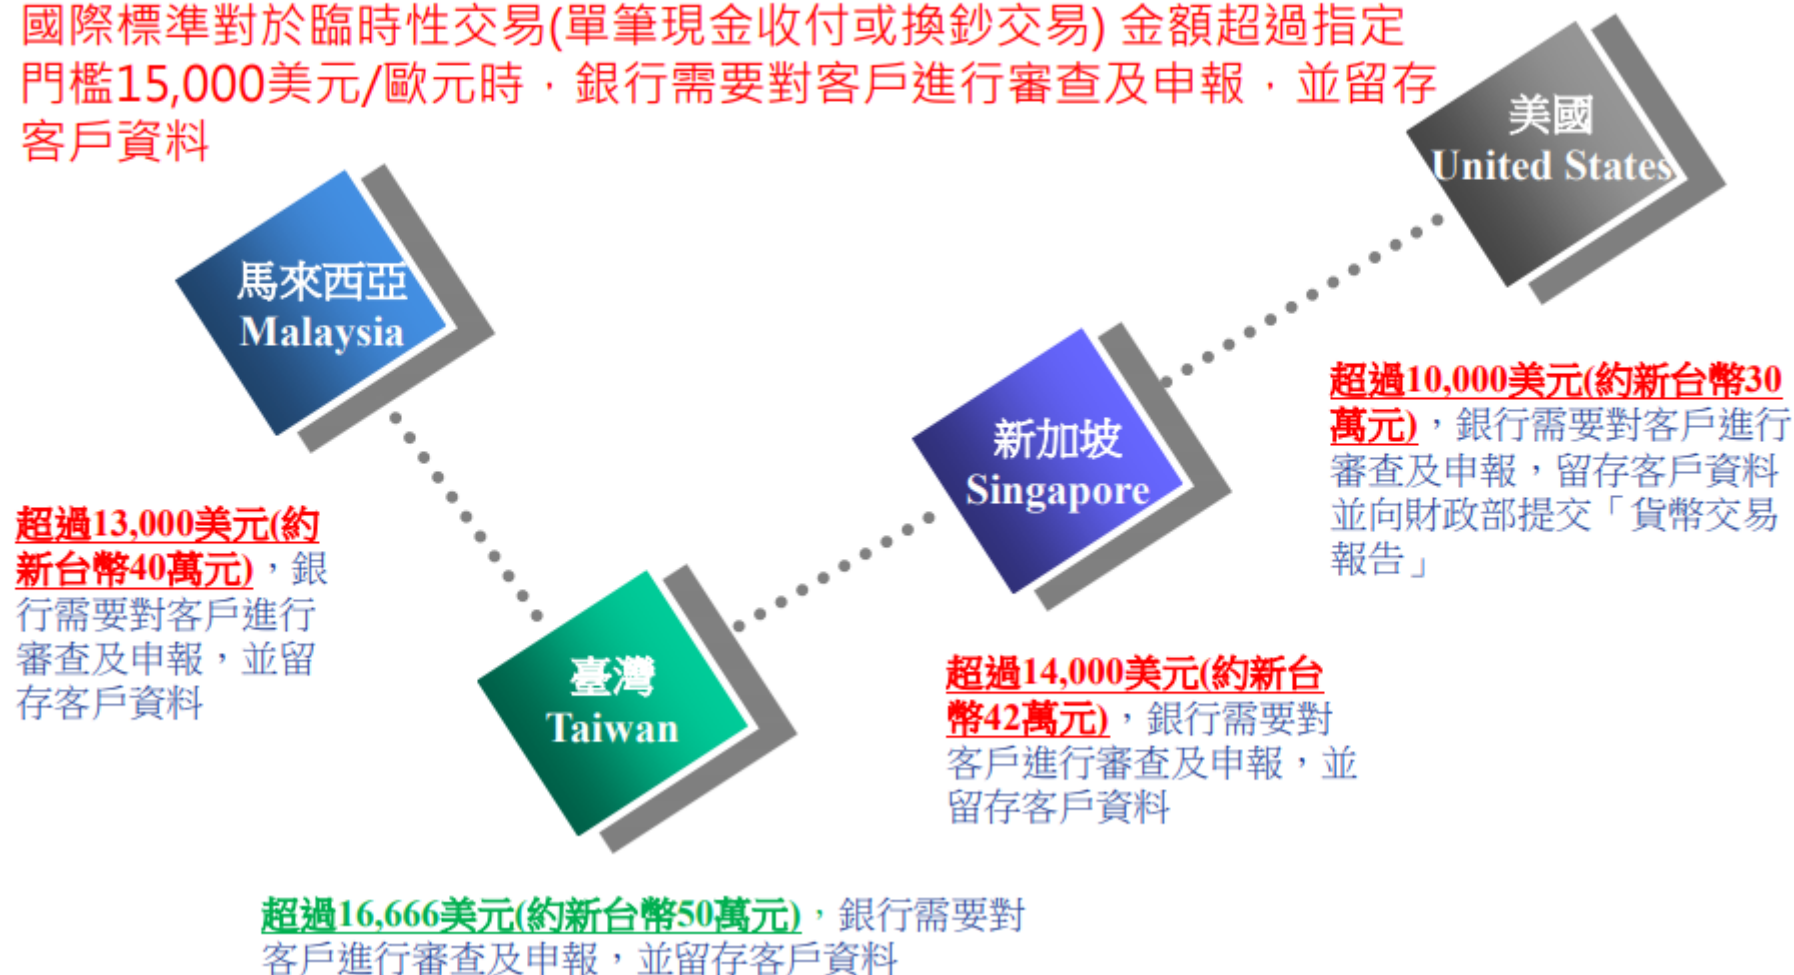 國際標準對於臨時性交易(單筆現金收付或換鈔交易) 金額超過指定
門檻15,000美元/歐元時，銀行需要對客戶進行審查及申報，並留存
客戶資料
美國
United States
馬來西亞
Malaysia
超過10,000美元(約新台幣30
萬元)，銀行需要對客戶進行
審查及申報，留存客戶資料
並向財政部提交「貨幣交易
報告」
新加坡
Singapore
超過13,000美元(約
新台幣40萬元)，銀
行需要對客戶進行
審查及申報，並留
存客戶資料
臺灣
Taiwan
超過14,000美元(約新台
幣42萬元)，銀行需要對
客戶進行審查及申報，並
留存客戶資料
超過16,666美元(約新台幣50萬元)，銀行需要對
客戶進行審查及申報，並留存客戶資料